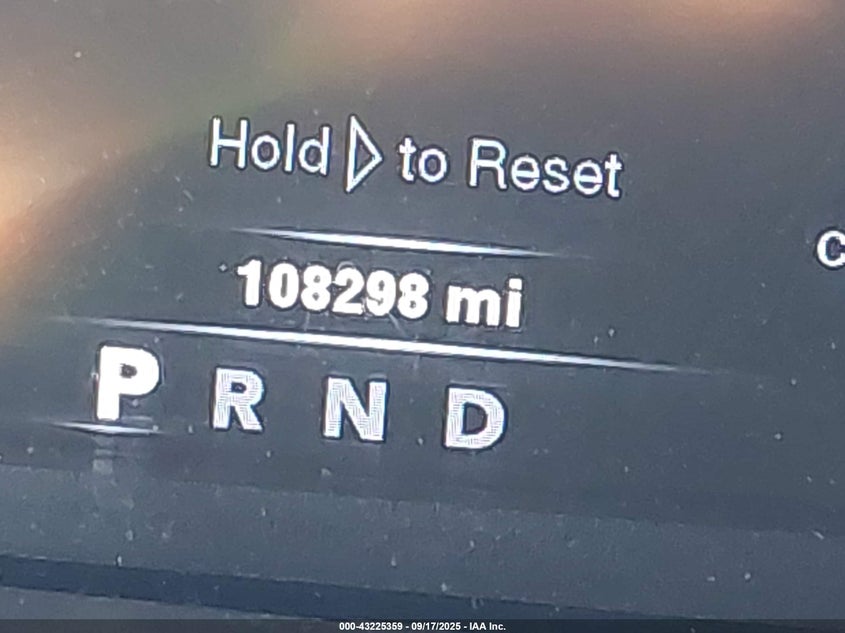 Hold ▷ to Reset
C
108298 mi
P R N D
000-43225359 - 09/17/2025 - IAA Inc.